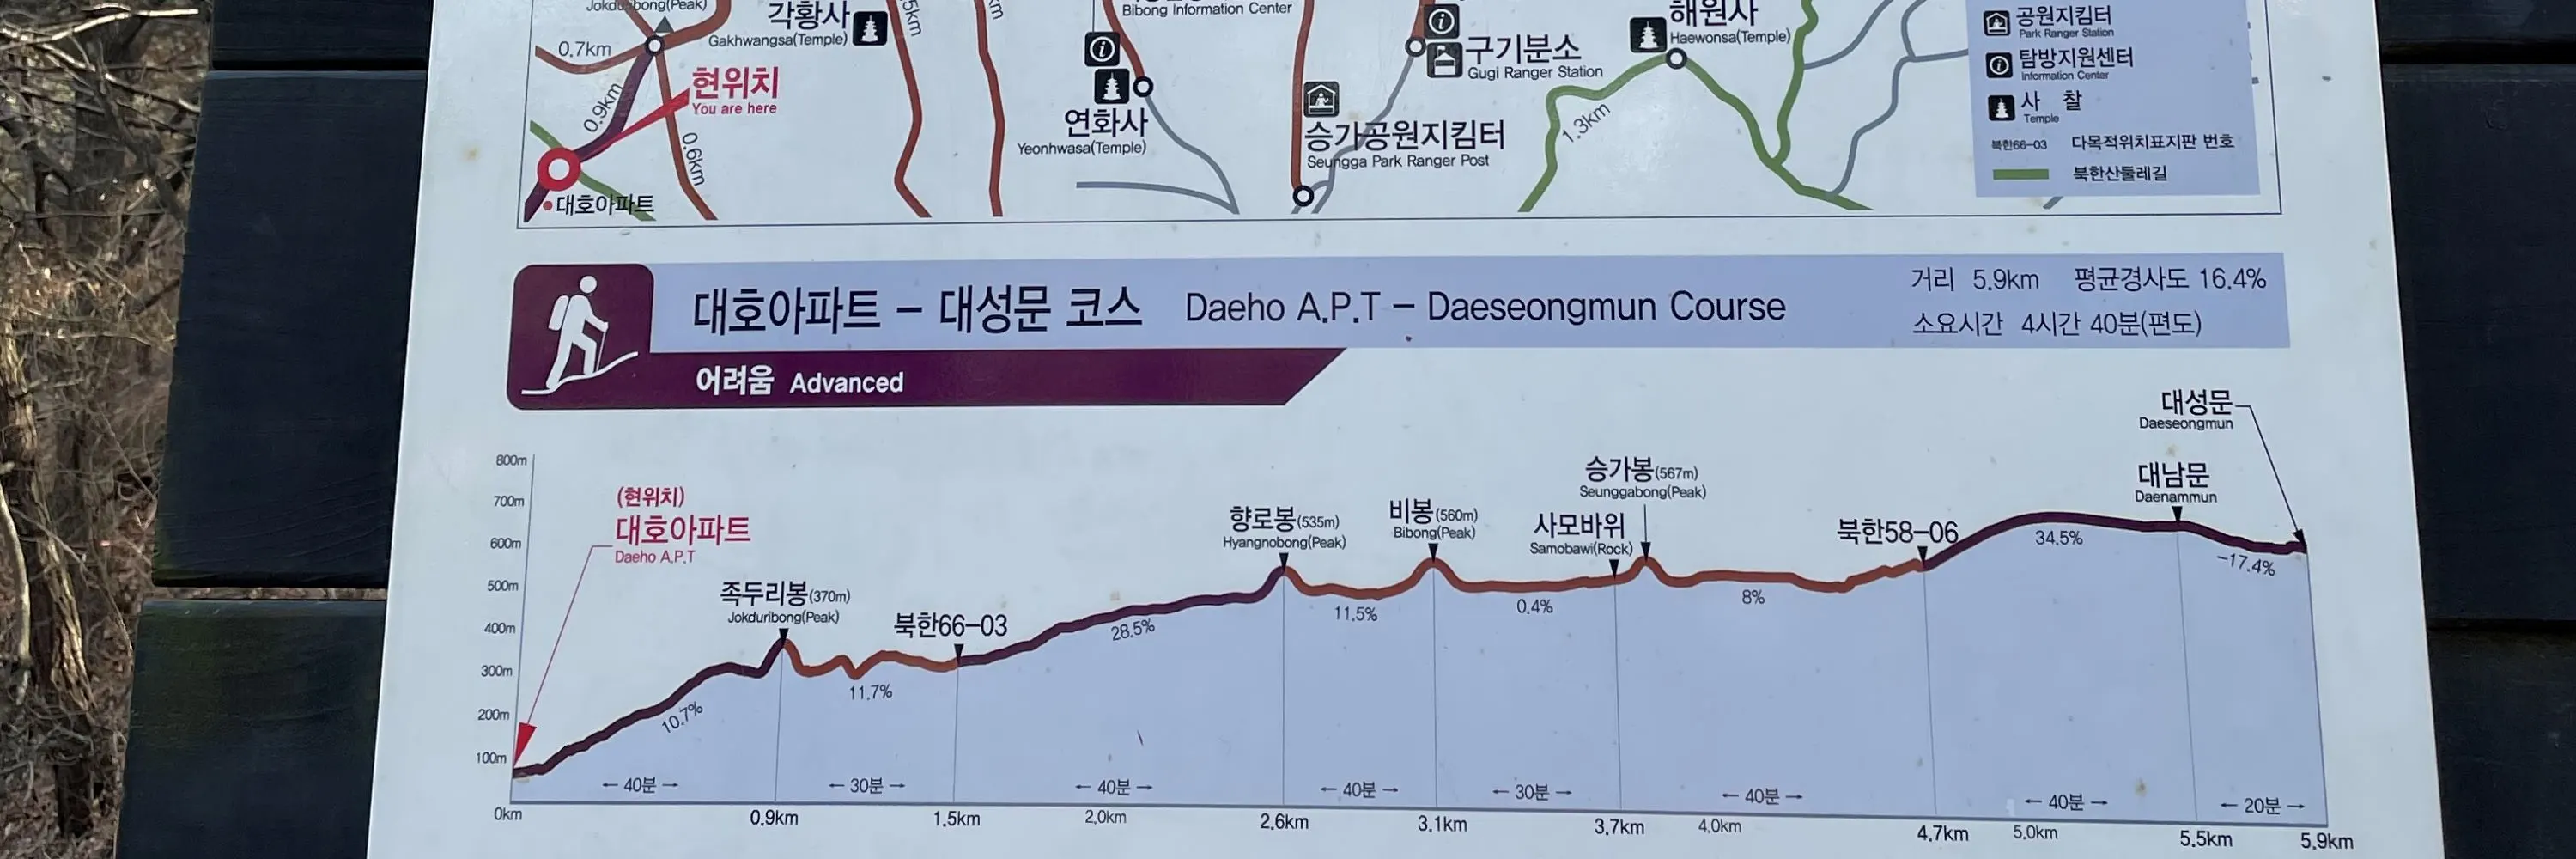 Jokduribong(Peak)
각황사
Gakhwangsa(Temple)
5km
km
Bibong Information Center
해원사
Haewonsa(Temple)
공원지킴터
Park Ranger Station
탐방지원센터
Information Center
사 찰
Temple
북한66-03 다목적위치표지판 번호
북한산둘레길
0.7km
현위치
You are here
0.9km
0.6km
구기분소
Gugi Ranger Station
연화사
Yeonhwasa(Temple)
승가공원지킴터
Seungga Park Ranger Post
1.3km
대호아파트
대호아파트 - 대성문 코스 Daeho A.P.T - Daeseongmun Course
거리 5.9km 평균경사도 16.4%
소요시간 4시간 40분(편도)
어려움 Advanced
대성문
Daeseongmun
대남문
Daenammun
승가봉(567m)
Seunggabong(Peak)
비봉(560m)
Bibong(Peak)
향로봉(535m)
Hyangnobong(Peak)
사모바위
Samobawi(Rock)
북한58-06
(현위치)
대호아파트
Daeho A.P.T
족두리봉(370m)
Jokduribong(Peak)
북한66-03
800m
700m
600m
500m
400m
300m
200m
100m
10.7%
11.7%
28.5%
11.5%
0.4%
8%
34.5%
-17.4%
← 40분 →
← 30분 →
← 40분 →
← 40분 →
← 30분 →
← 40분 →
← 40분 →
← 20분 →
0km
0.9km
1.5km
2.0km
2.6km
3.1km
3.7km
4.0km
4.7km
5.0km
5.5km
5.9km